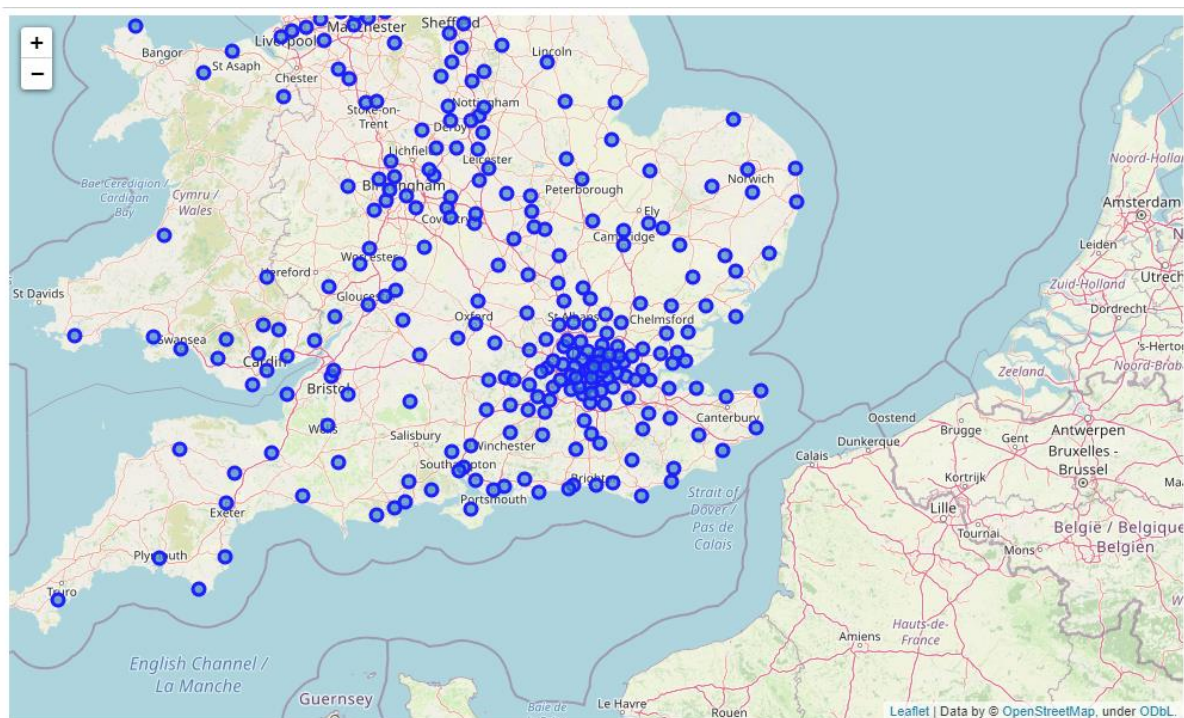 +
−
Liverpool
Manchester
Sheffield
Bangor
St Asaph
Chester
Lincoln
Stoke-on-
Trent
Nottingham
Derby
Lichfield
Leicester
Birmingham
Coventry
Peterborough
Norwich
Ely
Cambridge
Bae Ceredigion /
Cardigan
Bay
Cymru /
Wales
Worcester
Hereford
St Davids
Swansea
Oxford
St Albans
Chelmsford
Cardiff
Bristol
Wells
Salisbury
Winchester
Southampton
Portsmouth
Brighton
Canterbury
Exeter
Plymouth
Truro
Strait of
Dover /
Pas de
Calais
English Channel /
La Manche
Guernsey
Noord-Holland
Amsterdam
Leiden
Utrecht
Zuid-Holland
Dordrecht
Zeeland
Noord-Brab
Oostend
Brugge
Gent
Antwerpen
Bruxelles -
Brussel
Dunkerque
Calais
Kortrijk
Lille
Tournai
Mons
België / Belgique
Belgien
Hauts-de-
France
Amiens
Rouen
Le Havre
Baie de
Leaflet | Data by © OpenStreetMap, under ODbL.